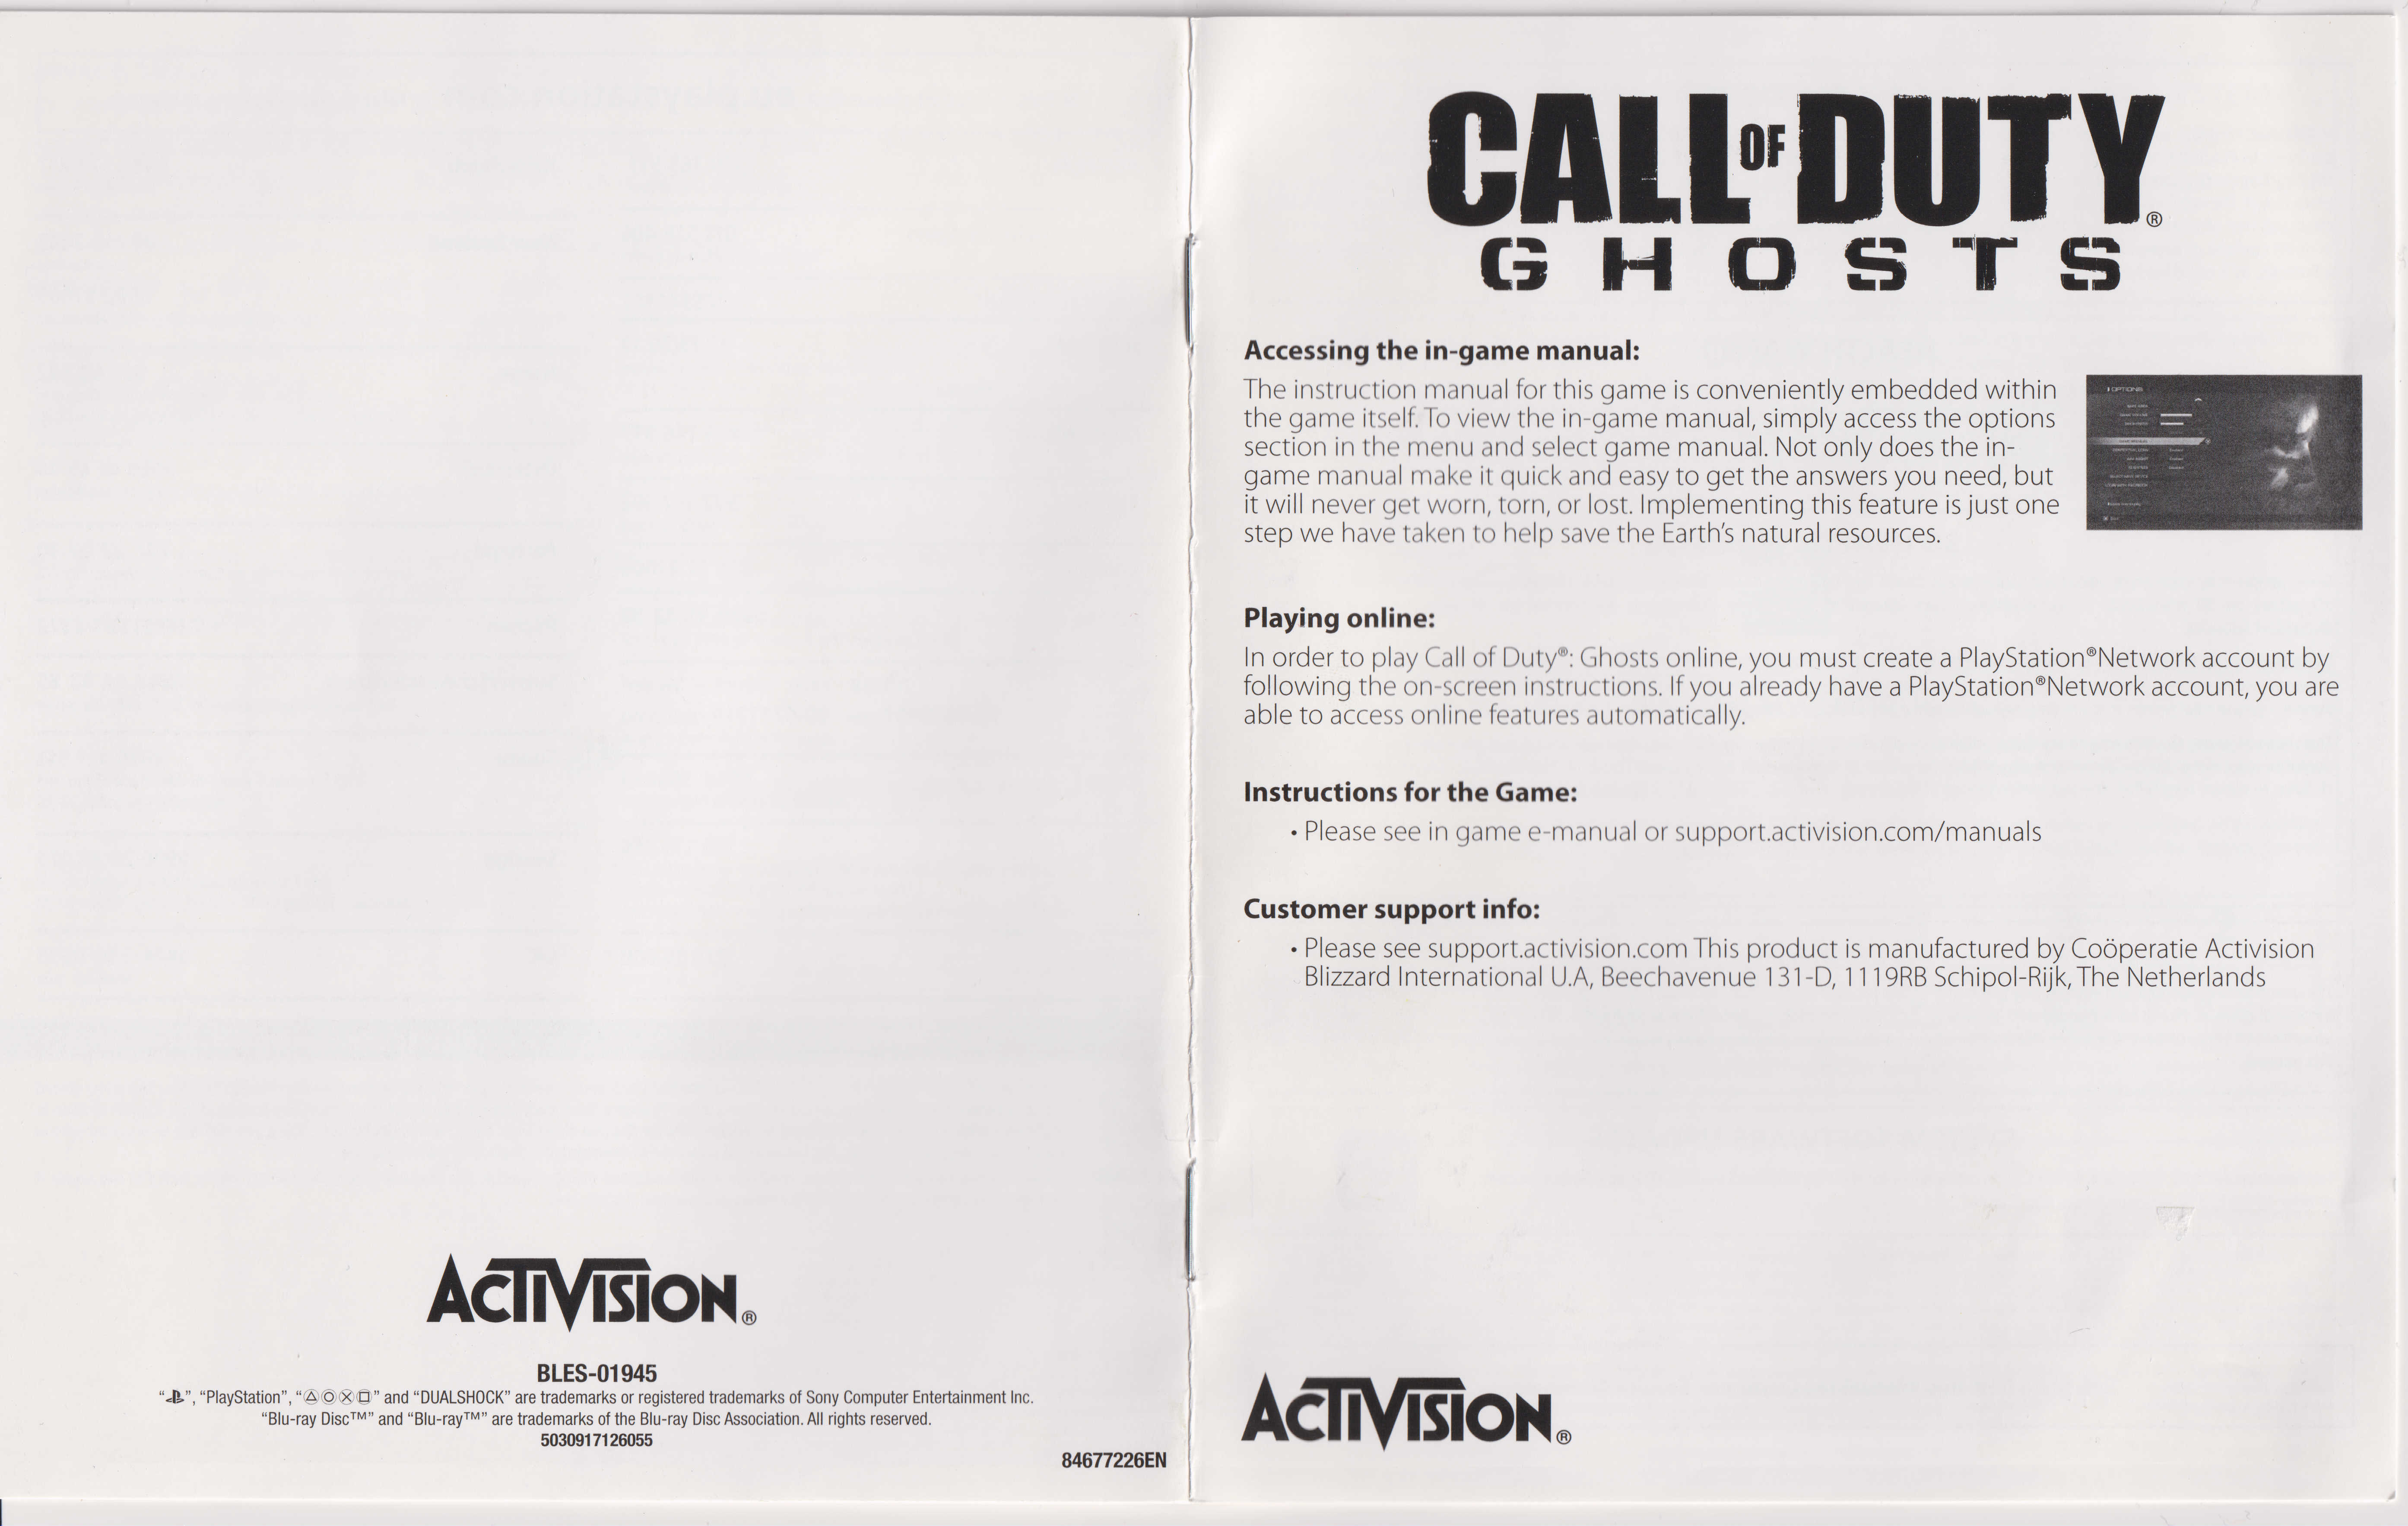 ACTIVISION®
BLES-01945
“ ”, “PlayStation”, “△○✕□” and “DUALSHOCK” are trademarks or registered trademarks of Sony Computer Entertainment Inc.
“Blu-ray Disc™” and “Blu-ray™” are trademarks of the Blu-ray Disc Association. All rights reserved.
5030917126055
84677226EN
CALL OF DUTY®
GHOSTS
Accessing the in-game manual:
The instruction manual for this game is conveniently embedded within
the game itself. To view the in-game manual, simply access the options
section in the menu and select game manual. Not only does the in-
game manual make it quick and easy to get the answers you need, but
it will never get worn, torn, or lost. Implementing this feature is just one
step we have taken to help save the Earth’s natural resources.
OPTIONS
Playing online:
In order to play Call of Duty®: Ghosts online, you must create a PlayStation®Network account by
following the on-screen instructions. If you already have a PlayStation®Network account, you are
able to access online features automatically.
Instructions for the Game:
• Please see in game e-manual or support.activision.com/manuals
Customer support info:
• Please see support.activision.com This product is manufactured by Coöperatie Activision
Blizzard International U.A, Beechavenue 131-D, 1119RB Schipol-Rijk, The Netherlands
ACTIVISION®